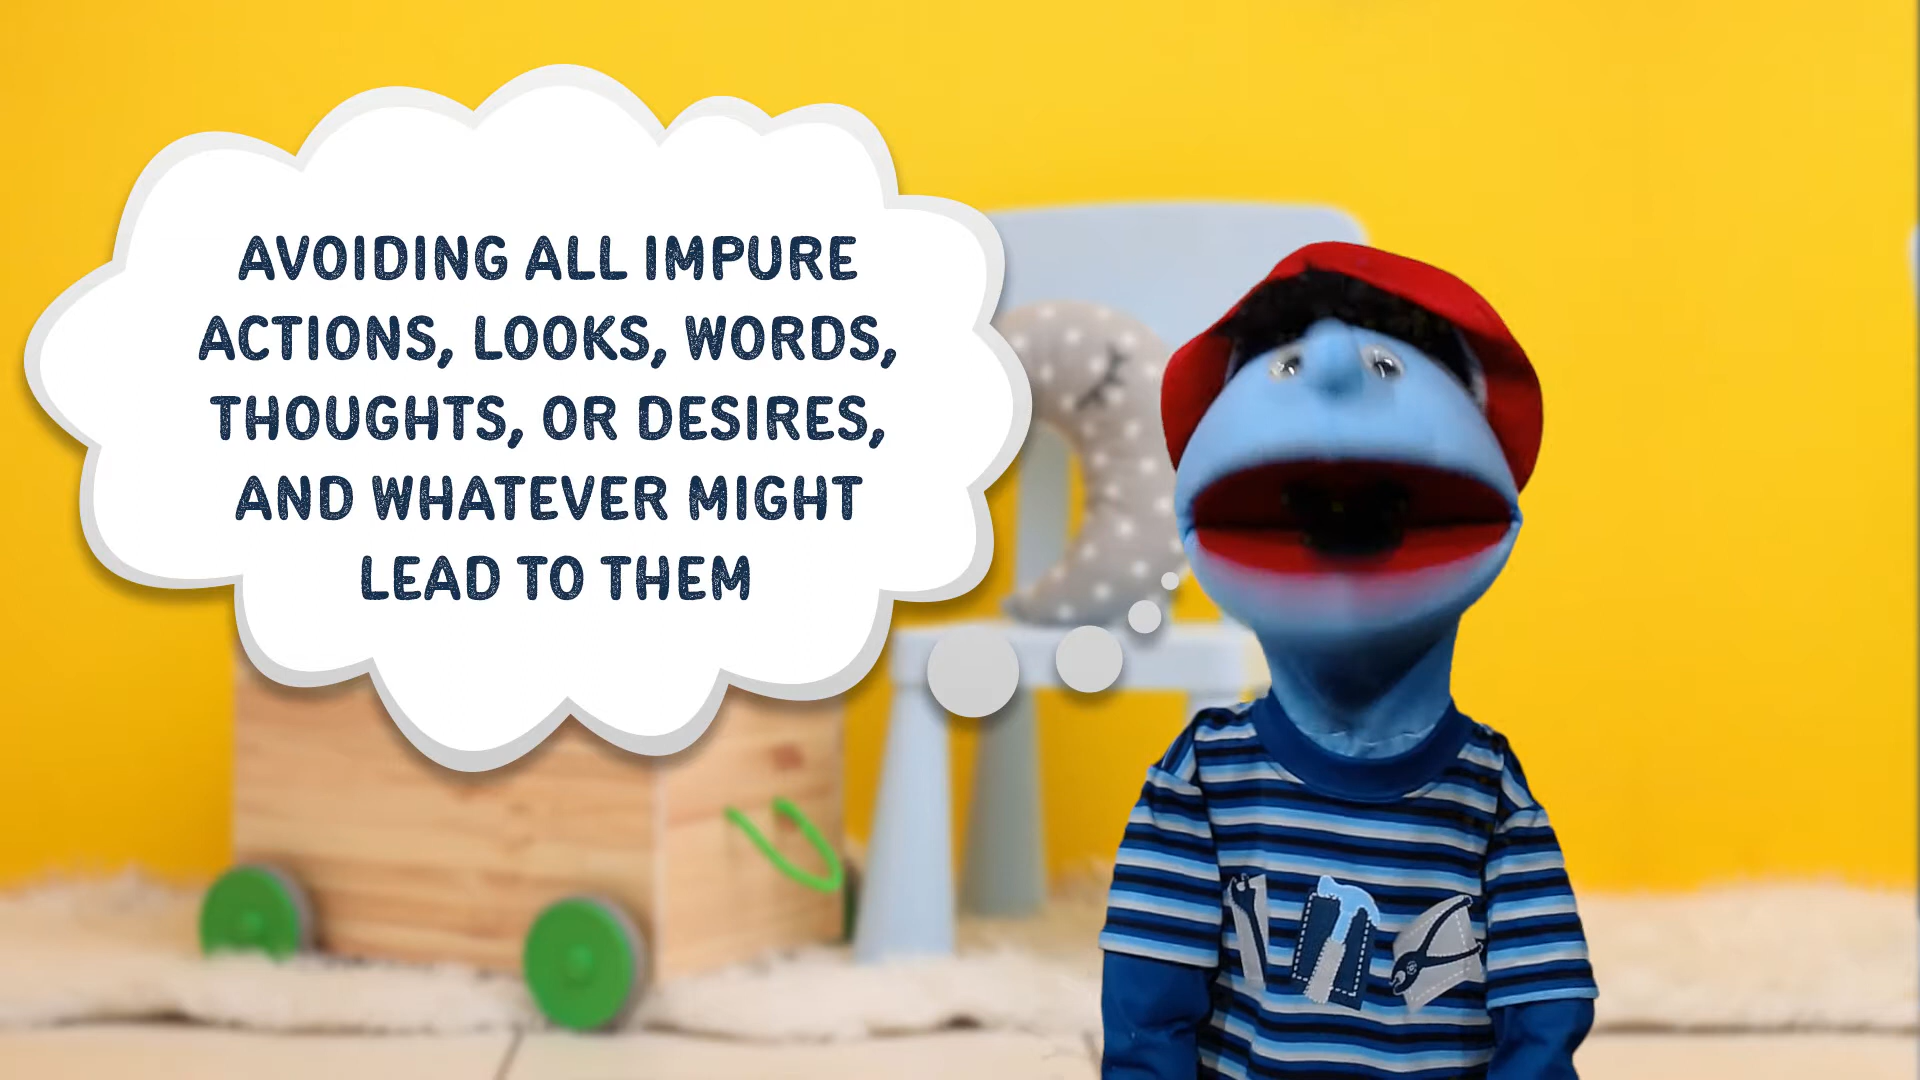 AVOIDING ALL IMPURE
ACTIONS, LOOKS, WORDS,
THOUGHTS, OR DESIRES,
AND WHATEVER MIGHT
LEAD TO THEM